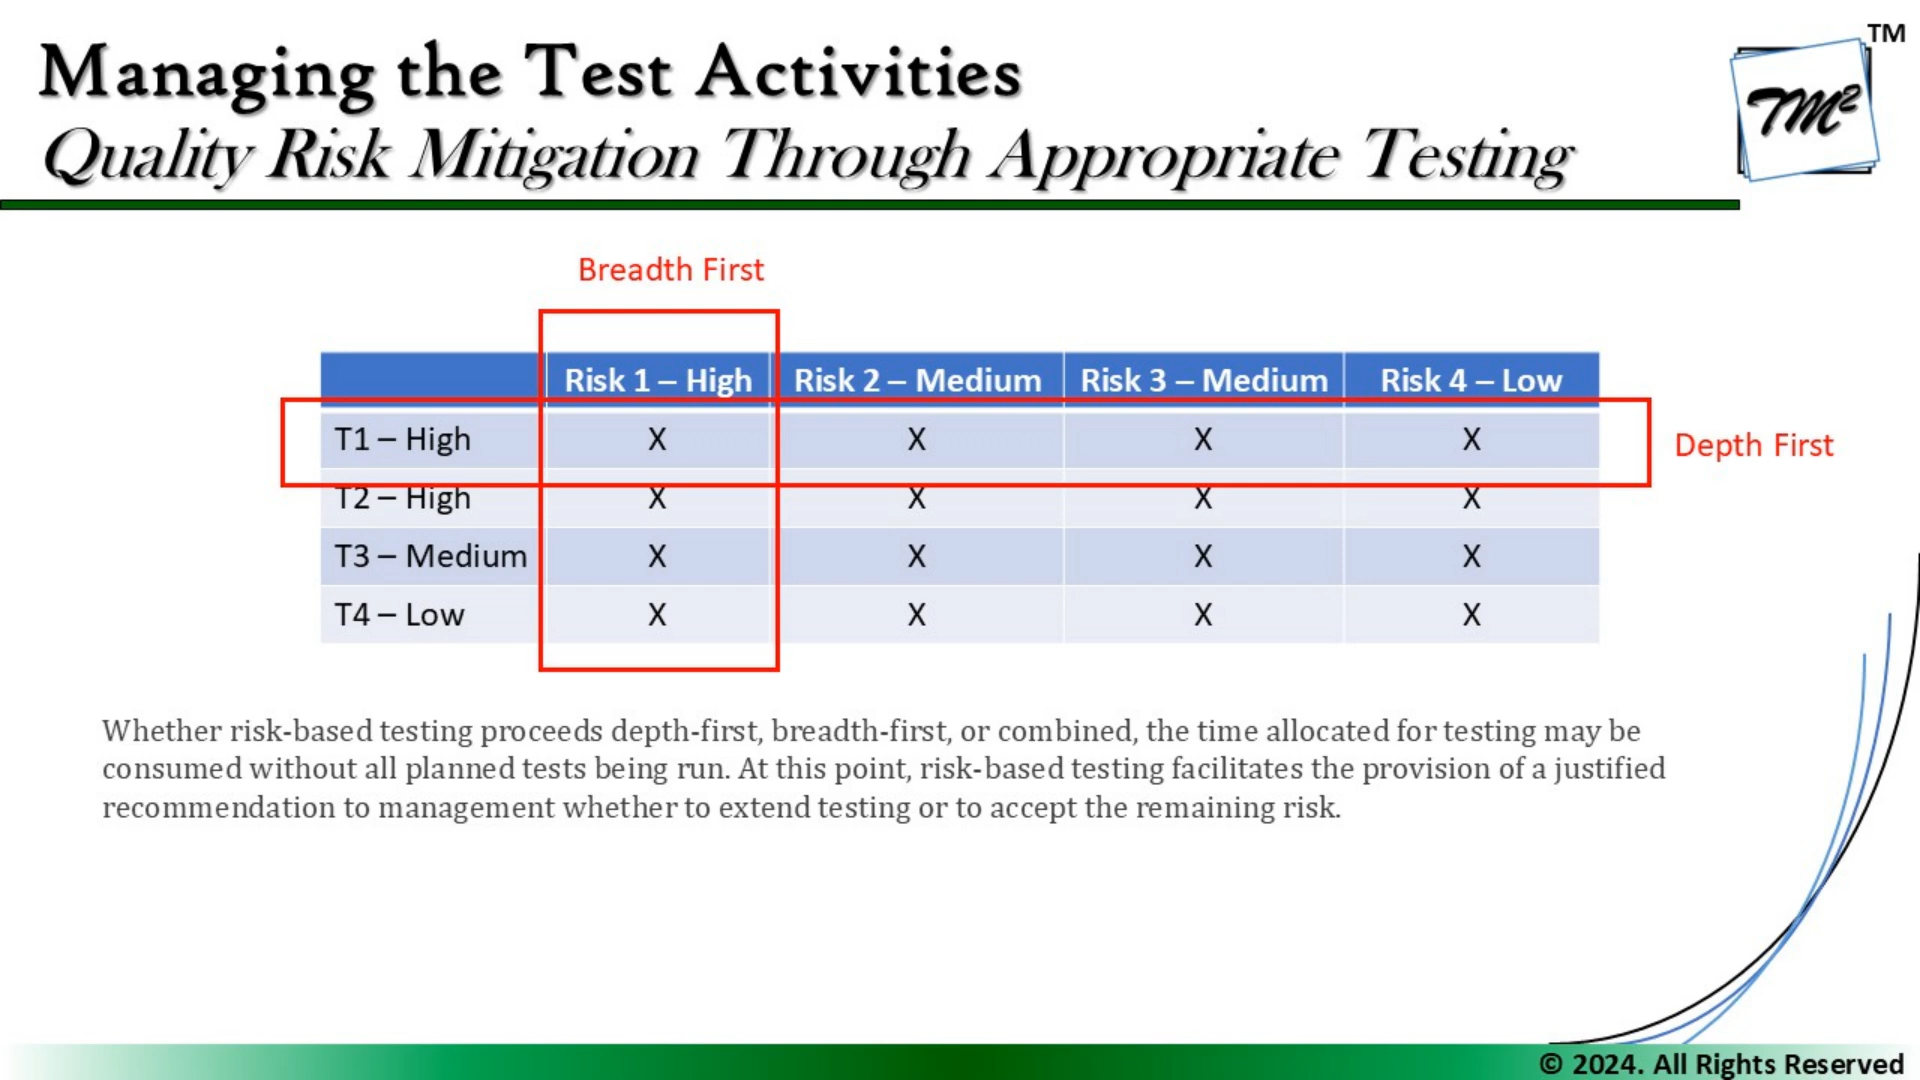 Managing the Test Activities
TM
TM²
Quality Risk Mitigation Through Appropriate Testing
Breadth First
Risk 1 – High Risk 2 – Medium Risk 3 – Medium Risk 4 – Low
T1 – High X X X X
Depth First
T2 – High X X X X
T3 – Medium X X X X
T4 – Low X X X X
Whether risk-based testing proceeds depth-first, breadth-first, or combined, the time allocated for testing may be
consumed without all planned tests being run. At this point, risk-based testing facilitates the provision of a justified
recommendation to management whether to extend testing or to accept the remaining risk.
© 2024. All Rights Reserved